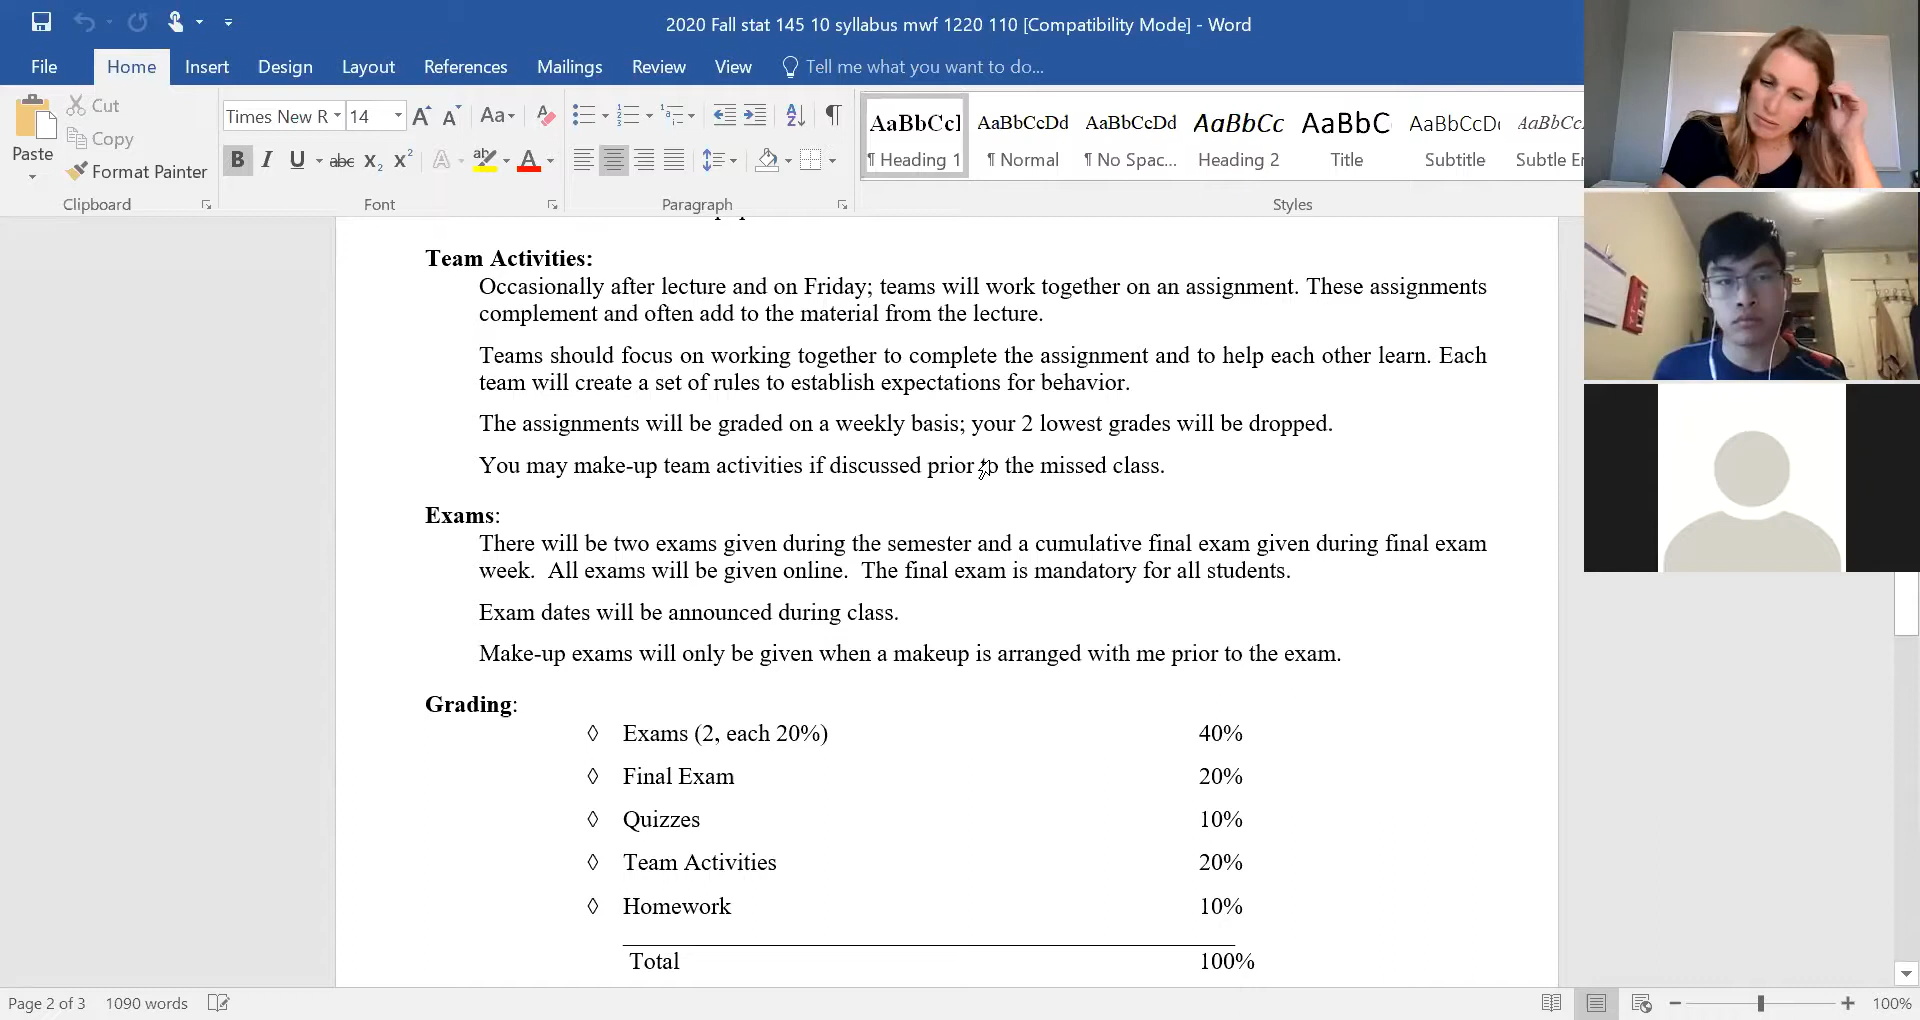 2020 Fall stat 145 10 syllabus mwf 1220 110 [Compatibility Mode] - Word
File Home Insert Design Layout References Mailings Review View Tell me what you want to do...
Paste
Cut
Copy
Format Painter
Clipboard
Times New R 14
Aa
B I U abc X₂ X² A ab A
Font
Paragraph
AaBbCcI AaBbCcDd AaBbCcDd AaBbCc AaBbC AaBbCcD AaBbCc
¶ Heading 1 ¶ Normal ¶ No Spac... Heading 2 Title Subtitle Subtle
Styles
Team Activities:
Occasionally after lecture and on Friday; teams will work together on an assignment. These assignments
complement and often add to the material from the lecture.
Teams should focus on working together to complete the assignment and to help each other learn. Each
team will create a set of rules to establish expectations for behavior.
The assignments will be graded on a weekly basis; your 2 lowest grades will be dropped.
You may make-up team activities if discussed prior to the missed class.
Exams:
There will be two exams given during the semester and a cumulative final exam given during final exam
week. All exams will be given online. The final exam is mandatory for all students.
Exam dates will be announced during class.
Make-up exams will only be given when a makeup is arranged with me prior to the exam.
Grading:
◊ Exams (2, each 20%) 40%
◊ Final Exam 20%
◊ Quizzes 10%
◊ Team Activities 20%
◊ Homework 10%
Total 100%
Page 2 of 3 1090 words 100%